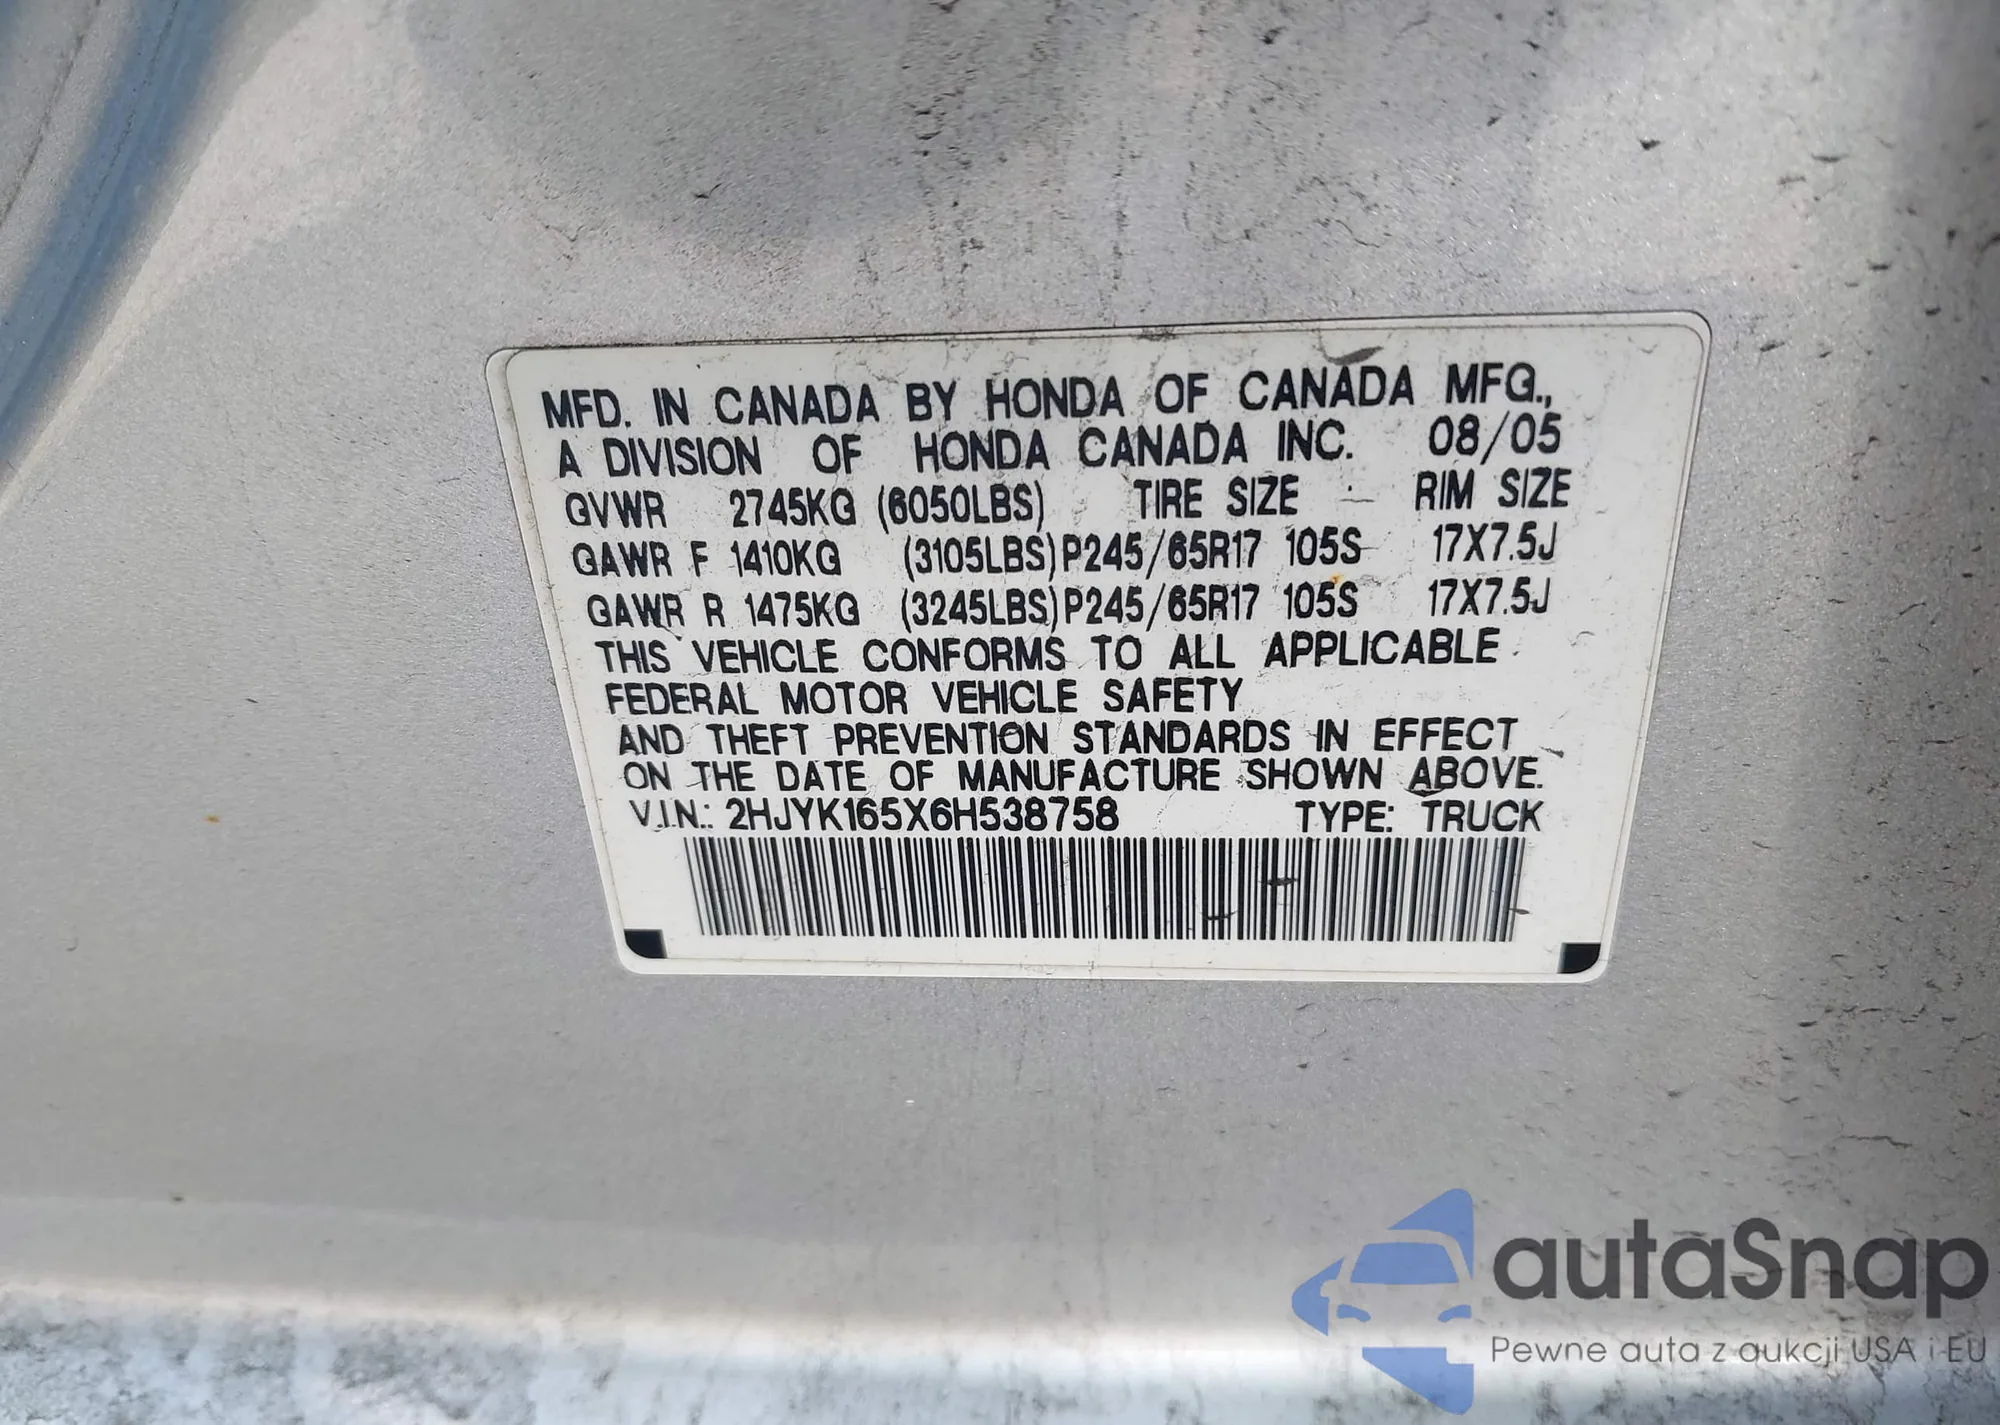 MFD. IN CANADA BY HONDA OF CANADA MFG.,
A DIVISION OF HONDA CANADA INC. 08/05
GVWR 2745KG (6050LBS) TIRE SIZE RIM SIZE
GAWR F 1410KG (3105LBS) P245/65R17 105S 17X7.5J
GAWR R 1475KG (3245LBS) P245/65R17 105S 17X7.5J
THIS VEHICLE CONFORMS TO ALL APPLICABLE
FEDERAL MOTOR VEHICLE SAFETY
AND THEFT PREVENTION STANDARDS IN EFFECT
ON THE DATE OF MANUFACTURE SHOWN ABOVE.
V.I.N.: 2HJYK165X6H538758 TYPE: TRUCK
autaSnap
Pewne auta z aukcji USA i EU